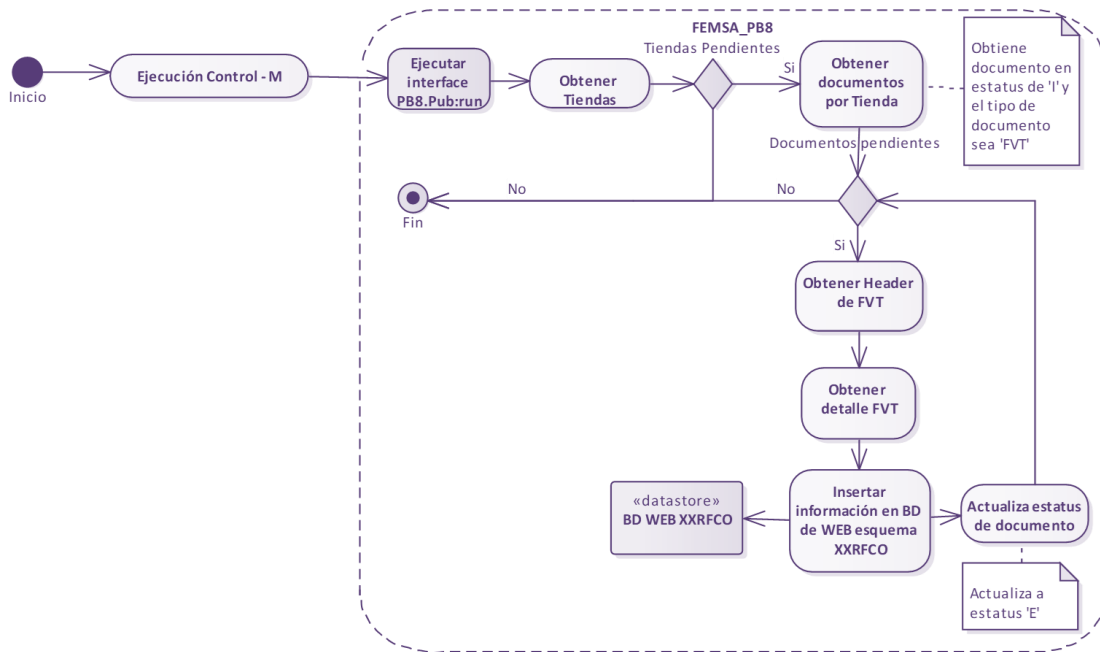 FEMSA_PB8
Inicio
Ejecución Control - M
Ejecutar
interface
PB8.Pub:run
Obtener
Tiendas
Tiendas Pendientes
Si
No
Obtener
documentos
por Tienda
Obtiene
documento en
estatus de 'I' y
el tipo de
documento
sea 'FVT'
Documentos pendientes
No
Fin
Si
Obtener Header
de FVT
Obtener
detalle FVT
Insertar
información en BD
de WEB esquema
XXRFCO
«datastore»
BD WEB XXRFCO
Actualiza estatus
de documento
Actualiza a
estatus 'E'